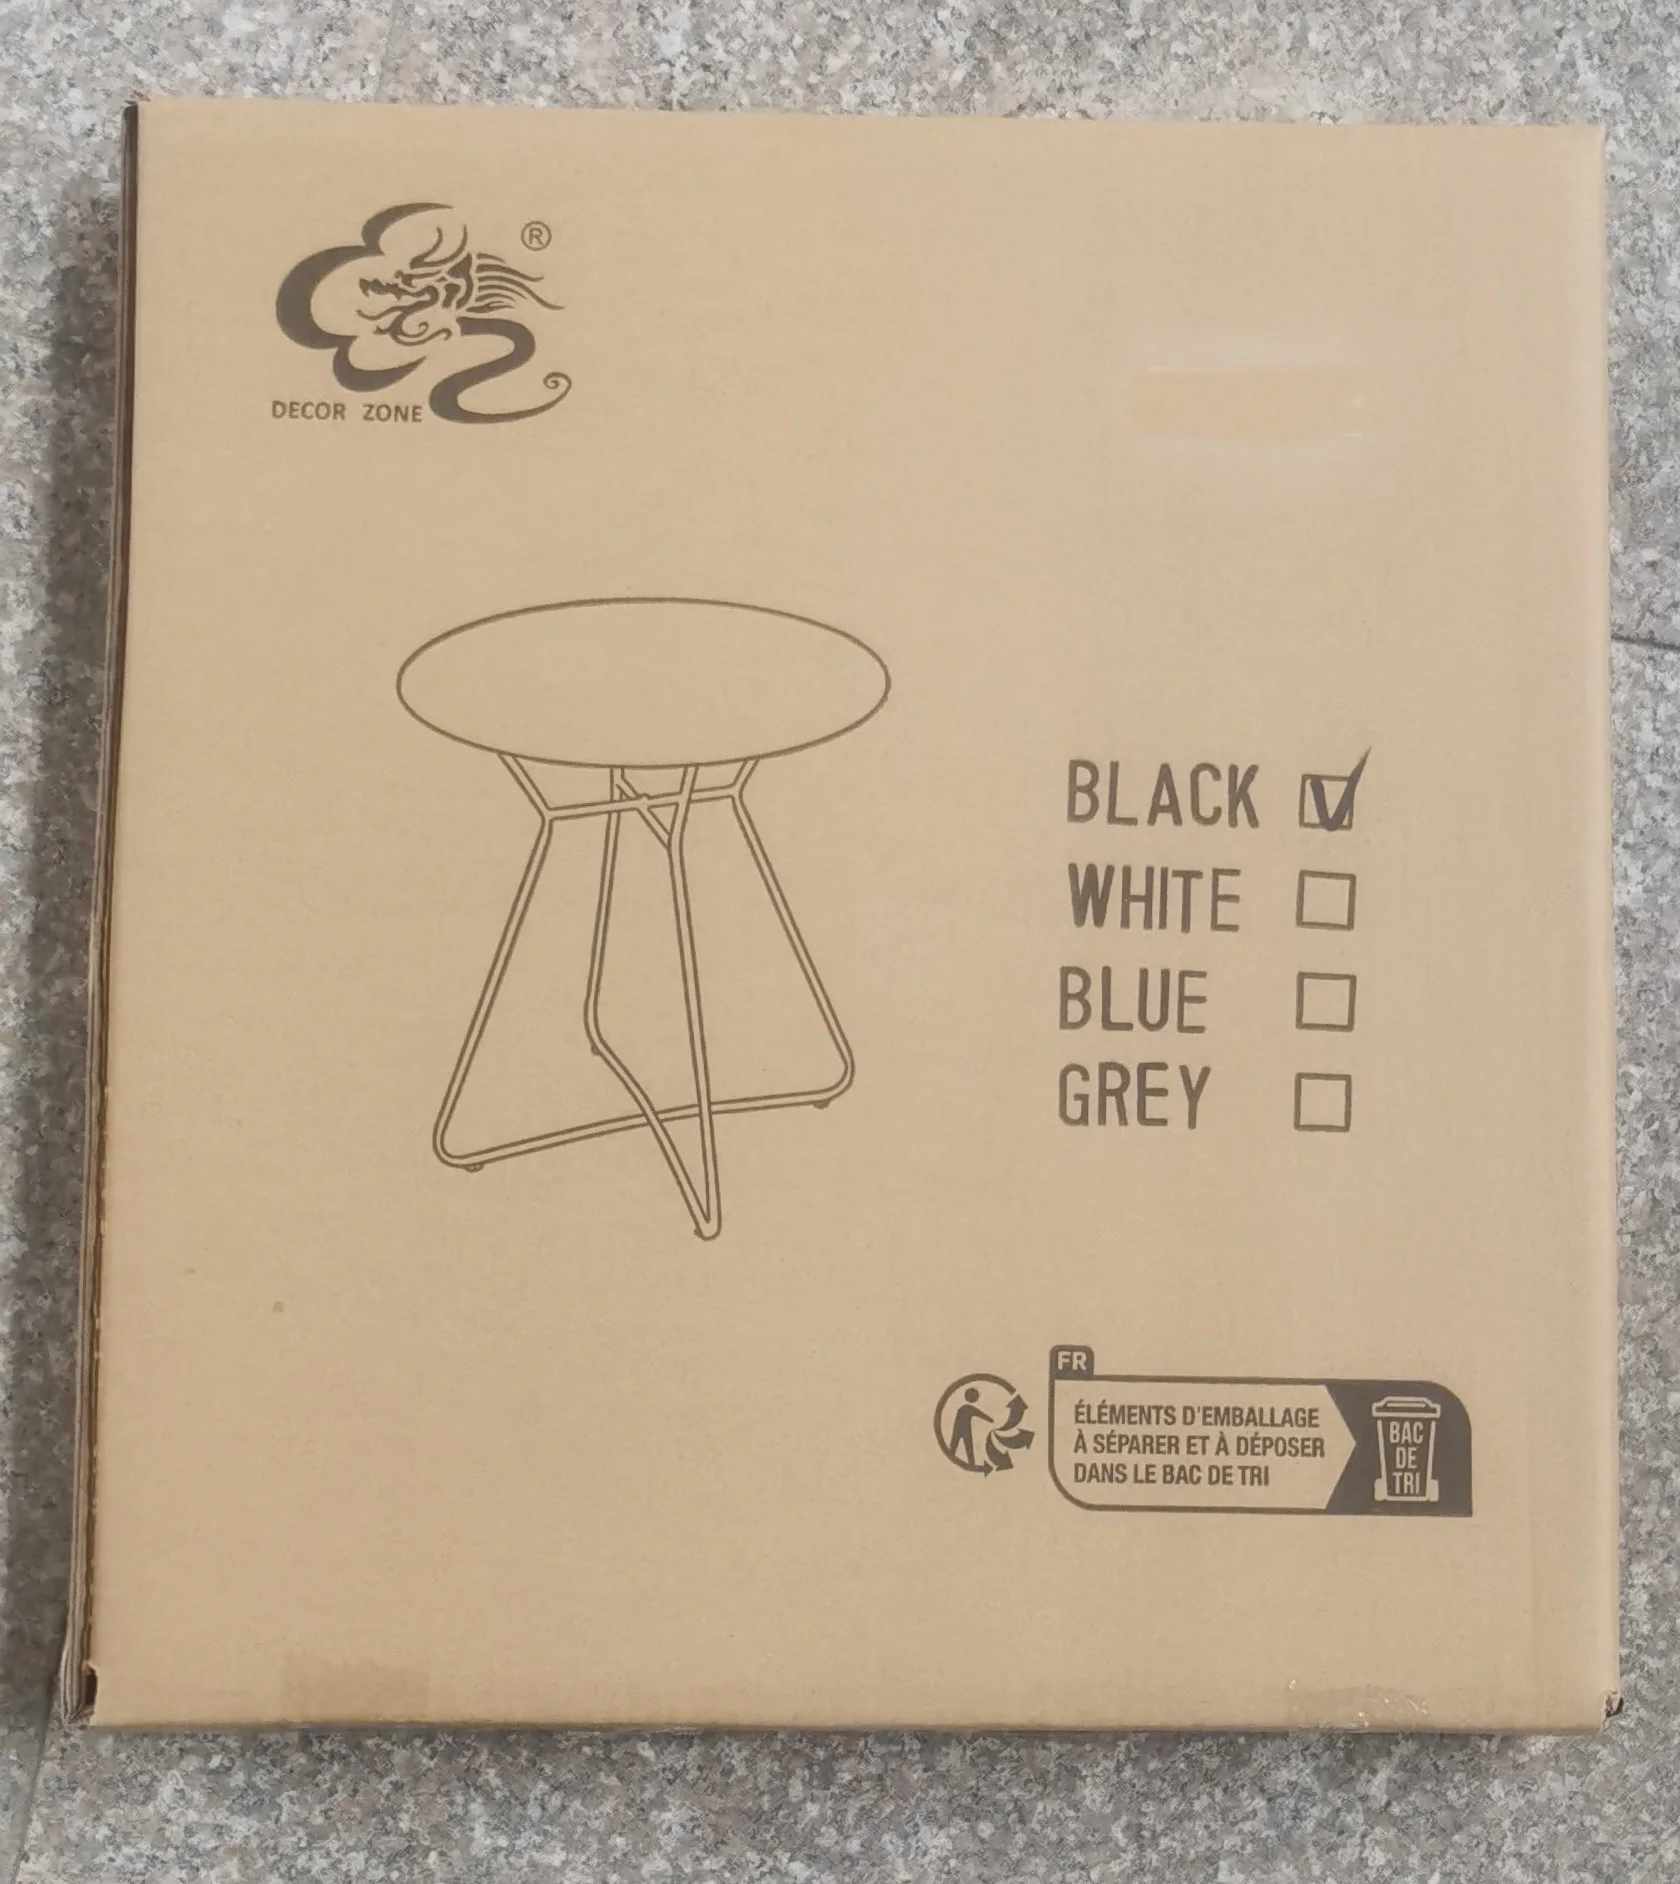 ®
DECOR ZONE
BLACK
WHITE
BLUE
GREY
FR
ÉLÉMENTS D'EMBALLAGE
À SÉPARER ET À DÉPOSER
DANS LE BAC DE TRI
BAC
DE
TRI